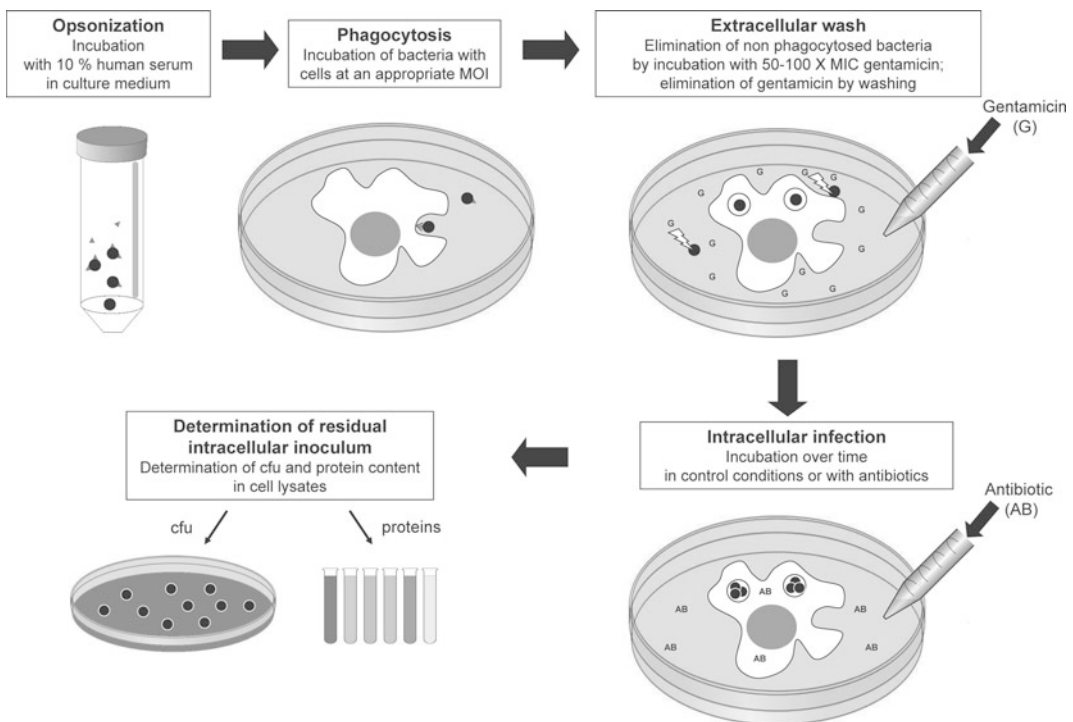 Opsonization
Incubation
with 10 % human serum
in culture medium
Phagocytosis
Incubation of bacteria with
cells at an appropriate MOI
Extracellular wash
Elimination of non phagocytosed bacteria
by incubation with 50-100 X MIC gentamicin;
elimination of gentamicin by washing
Gentamicin
(G)
G
G
G
G
G
G
G
G
G
G
G
G
Intracellular infection
Incubation over time
in control conditions or with antibiotics
Antibiotic
(AB)
AB
AB
AB
AB
AB
AB
Determination of residual
intracellular inoculum
Determination of cfu and protein content
in cell lysates
cfu
proteins